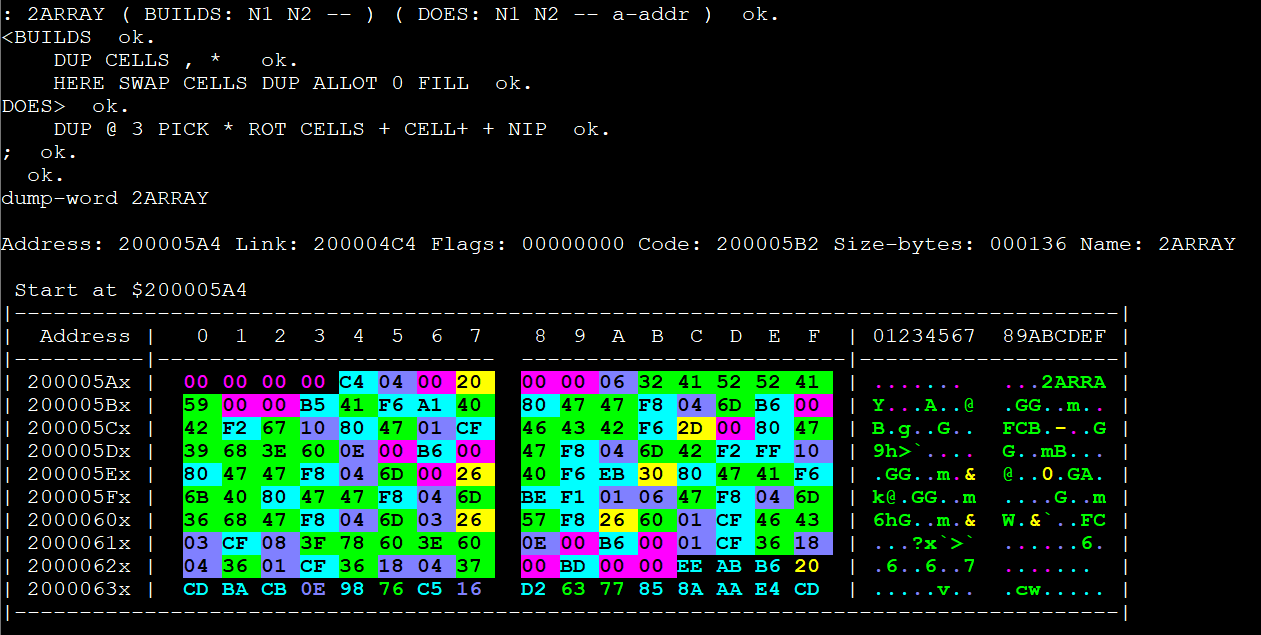 : 2ARRAY ( BUILDS: N1 N2 -- ) ( DOES: N1 N2 -- a-addr )  ok.
<BUILDS  ok.
    DUP CELLS , *   ok.
    HERE SWAP CELLS DUP ALLOT 0 FILL  ok.
DOES>  ok.
    DUP @ 3 PICK * ROT CELLS + CELL+ + NIP  ok.
;  ok.
  ok.
dump-word 2ARRAY

Address: 200005A4 Link: 200004C4 Flags: 00000000 Code: 200005B2 Size-bytes: 000136 Name: 2ARRAY

 Start at $200005A4
|-------------------------------------------------------------------------------------|
|  Address |   0  1  2  3  4  5  6  7   8  9  A  B  C  D  E  F  | 01234567  89ABCDEF |
|----------|--------------------------  ------------------------|--------------------|
| 200005Ax |  00 00 00 00 C4 04 00 20  00 00 06 32 41 52 52 41  | .......   ...2ARRA |
| 200005Bx |  59 00 00 B5 41 F6 A1 40  80 47 47 F8 04 6D B6 00  | Y...A..@  .GG..m.. |
| 200005Cx |  42 F2 67 10 80 47 01 CF  46 43 42 F6 2D 00 80 47  | B.g..G..  FCB.-..G |
| 200005Dx |  39 68 3E 60 0E 00 B6 00  47 F8 04 6D 42 F2 FF 10  | 9h>`....  G..mB... |
| 200005Ex |  80 47 47 F8 04 6D 00 26  40 F6 EB 30 80 47 41 F6  | .GG..m.&  @..0.GA. |
| 200005Fx |  6B 40 80 47 47 F8 04 6D  BE F1 01 06 47 F8 04 6D  | k@.GG..m  ....G..m |
| 2000060x |  36 68 47 F8 04 6D 03 26  57 F8 26 60 01 CF 46 43  | 6hG..m.&  W.&`..FC |
| 2000061x |  03 CF 08 3F 78 60 3E 60  0E 00 B6 00 01 CF 36 18  | ...?x`>`  ......6. |
| 2000062x |  04 36 01 CF 36 18 04 37  00 BD 00 00 EE AB B6 20  | .6..6..7  ....... |
| 2000063x |  CD BA CB 0E 98 76 C5 16  D2 63 77 85 8A AA E4 CD  | .....v..  .cw..... |
|-------------------------------------------------------------------------------------|